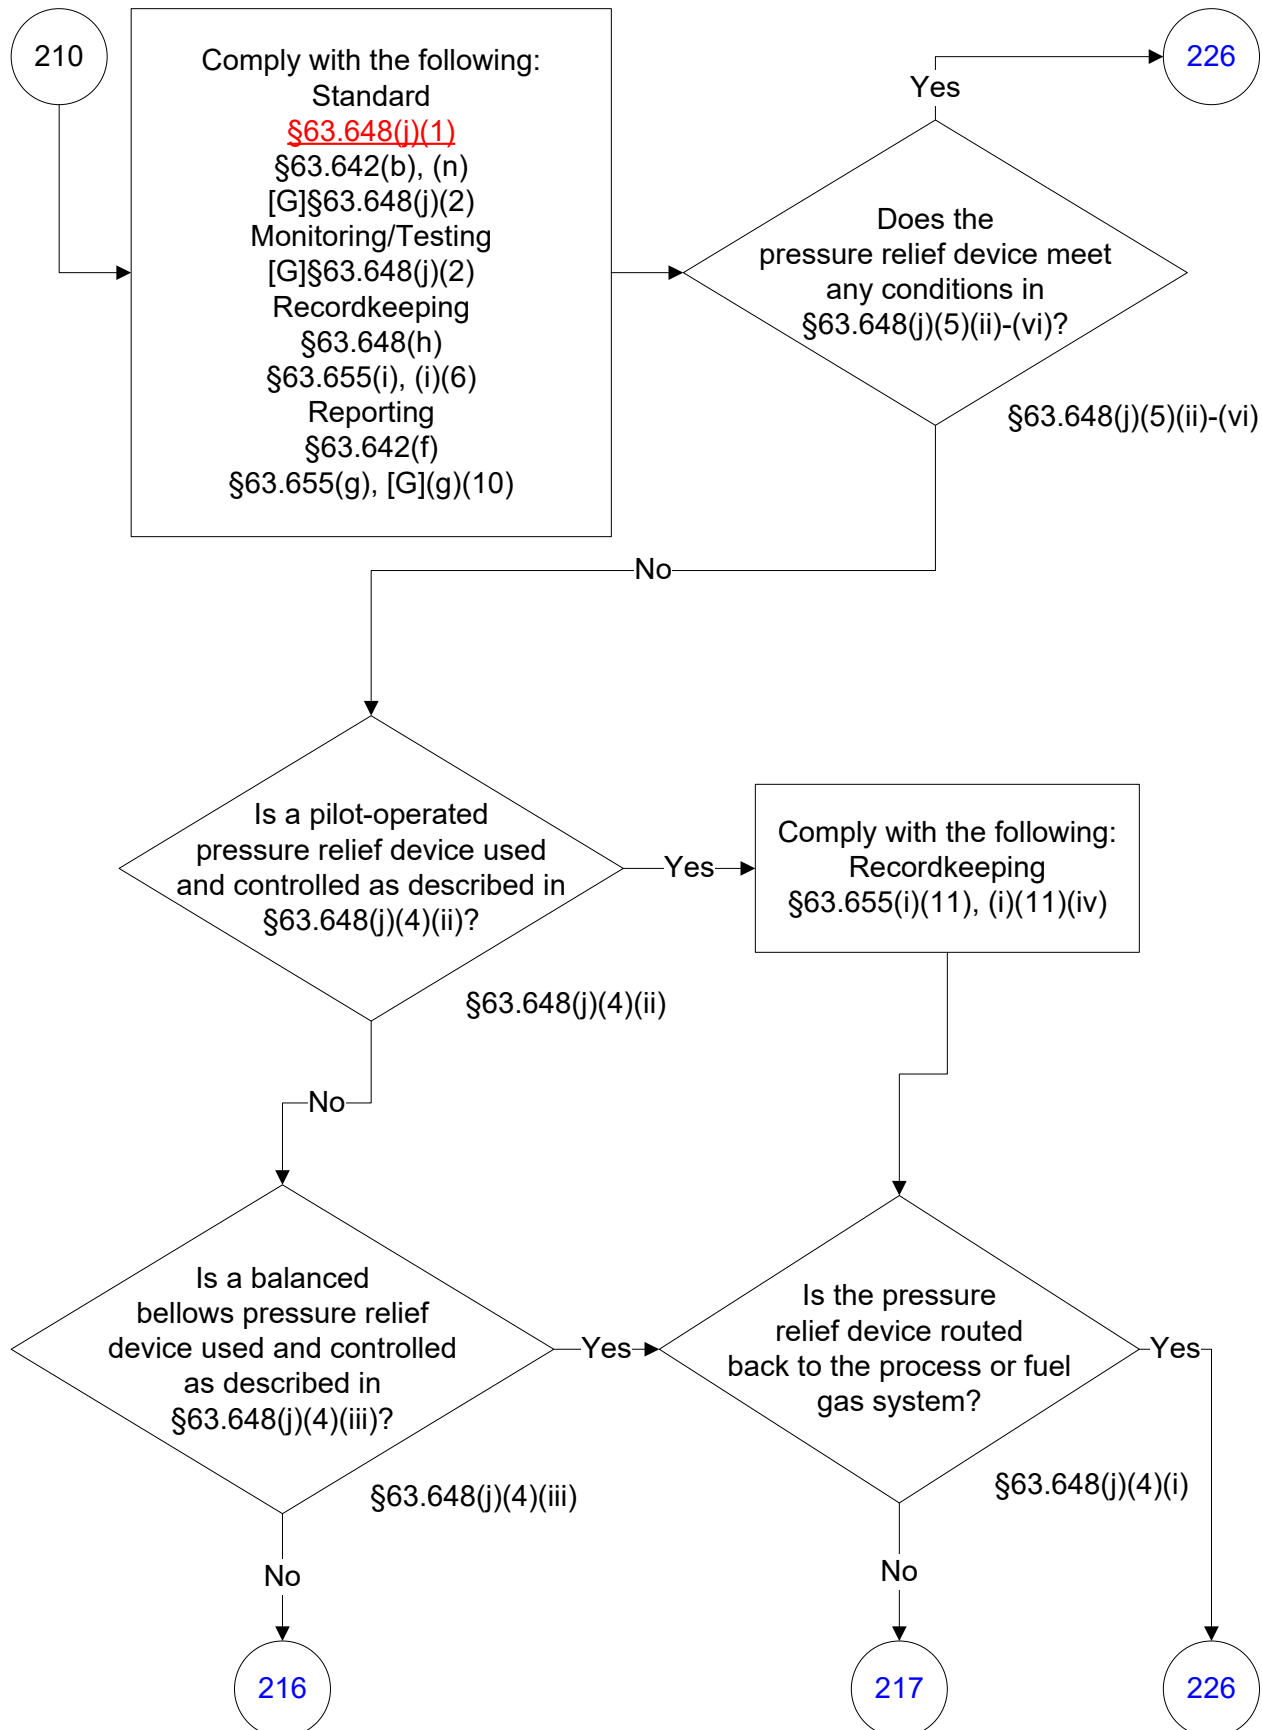 210
Comply with the following:
Standard
§63.648(j)(1)
§63.642(b), (n)
[G]§63.648(j)(2)
Monitoring/Testing
[G]§63.648(j)(2)
Recordkeeping
§63.648(h)
§63.655(i), (i)(6)
Reporting
§63.642(f)
§63.655(g), [G](g)(10)
226
Yes
Does the
pressure relief device meet
any conditions in
§63.648(j)(5)(ii)-(vi)?
§63.648(j)(5)(ii)-(vi)
No
Is a pilot-operated
pressure relief device used
and controlled as described in
§63.648(j)(4)(ii)?
§63.648(j)(4)(ii)
Yes
Comply with the following:
Recordkeeping
§63.655(i)(11), (i)(11)(iv)
No
Is a balanced
bellows pressure relief
device used and controlled
as described in
§63.648(j)(4)(iii)?
§63.648(j)(4)(iii)
Yes
Is the pressure
relief device routed
back to the process or fuel
gas system?
§63.648(j)(4)(i)
Yes
No
No
216
217
226